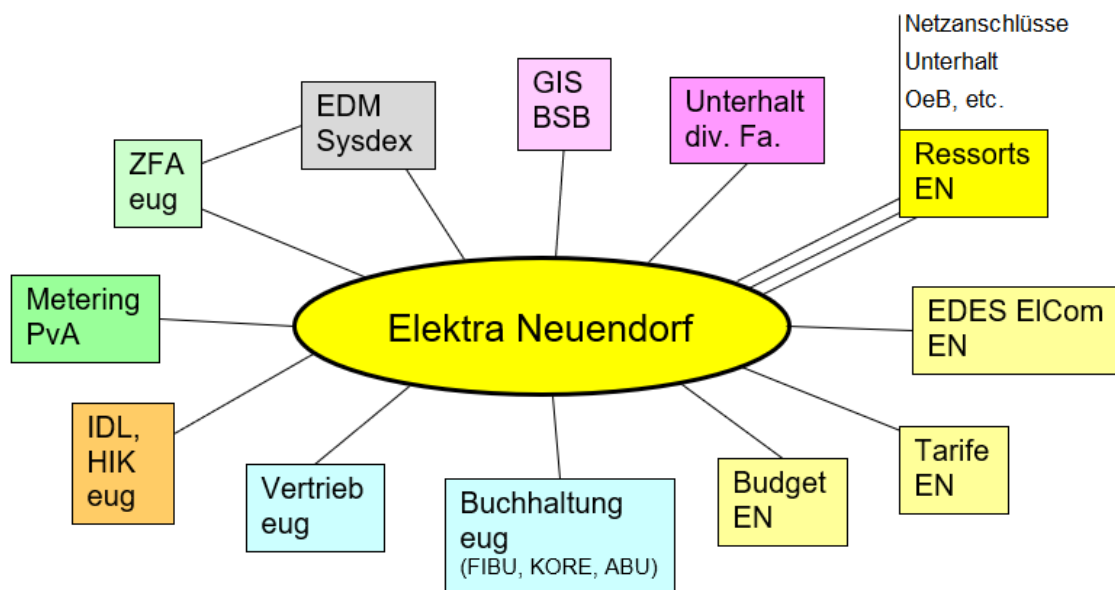 Netzanschlüsse
Unterhalt
OeB, etc.
GIS
BSB
EDM
Sysdex
Unterhalt
div. Fa.
Ressorts
EN
ZFA
eug
Metering
PvA
Elektra Neuendorf
EDES ElCom
EN
IDL,
HIK
eug
Vertrieb
eug
Buchhaltung
eug
(FIBU, KORE, ABU)
Budget
EN
Tarife
EN